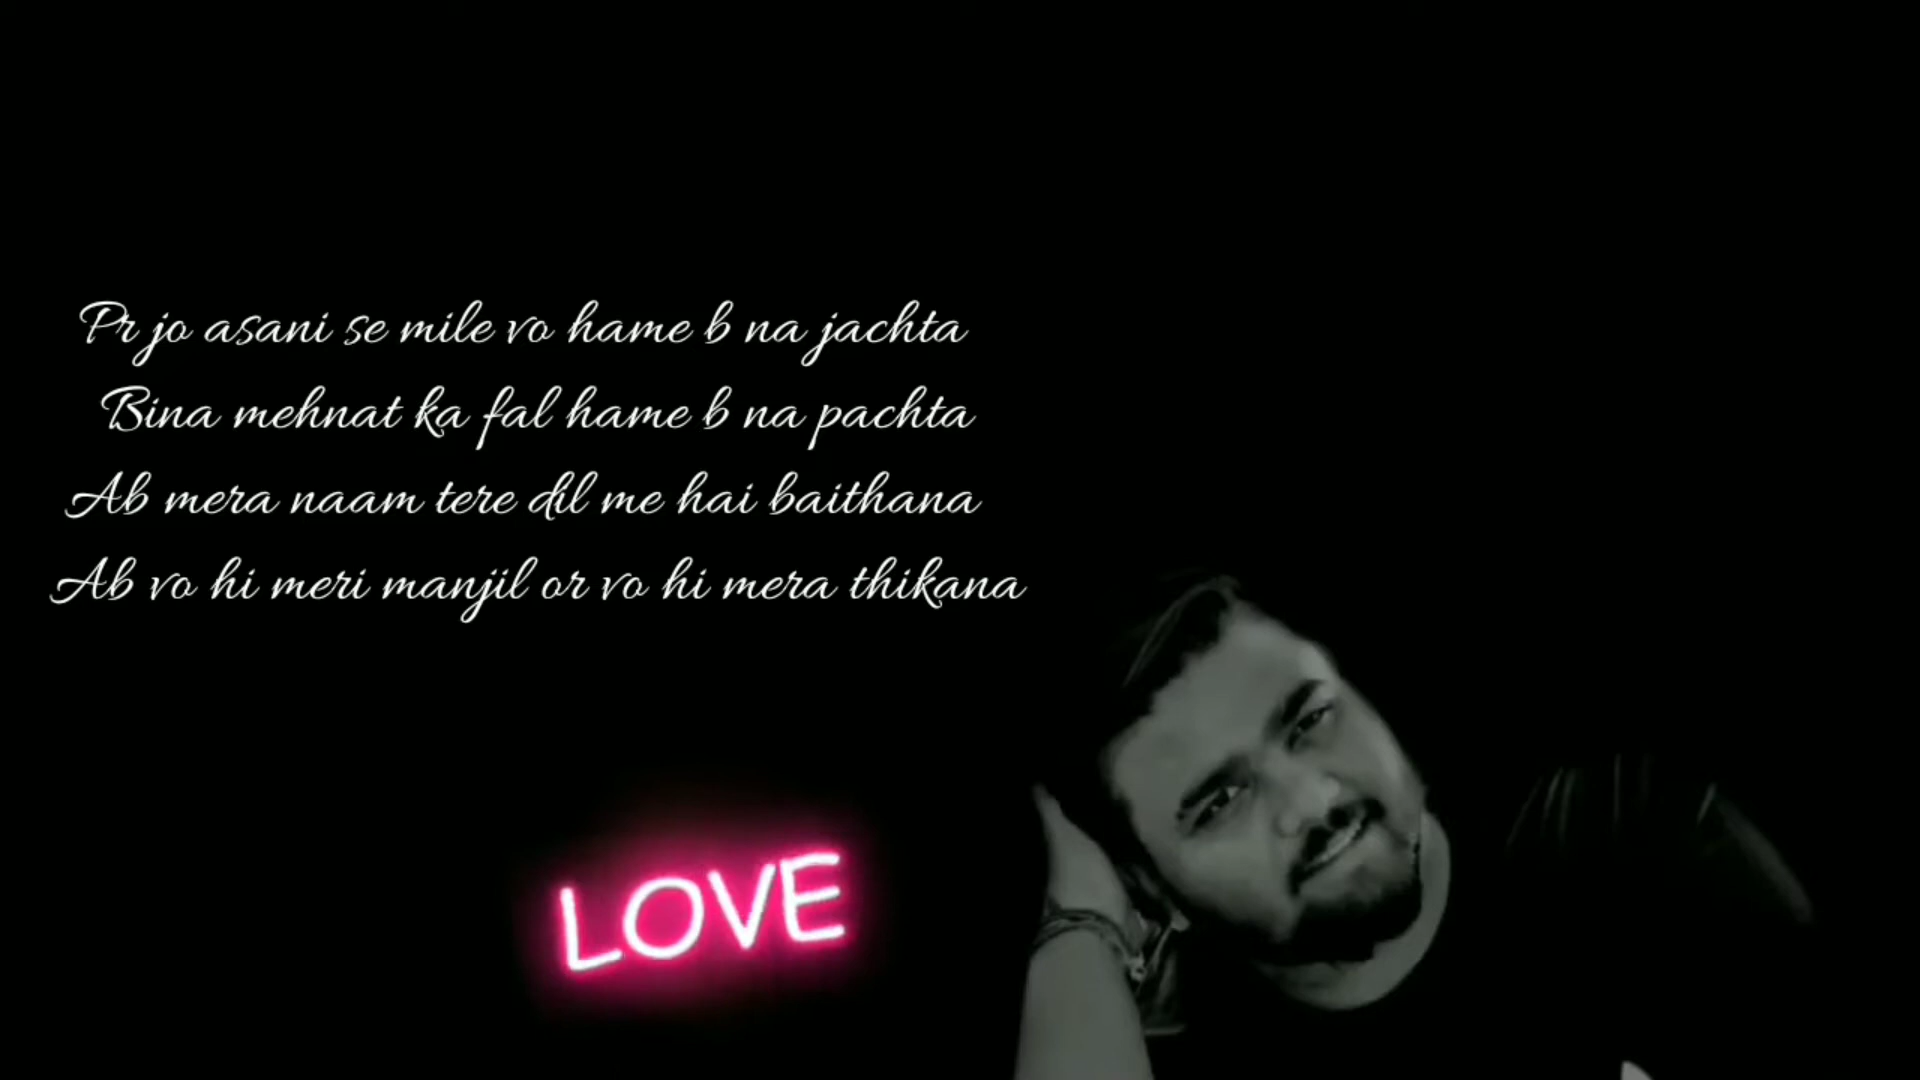 Pr jo asani se mile vo hame b na jachta
Bina mehnat ka fal hame b na pachta
Ab mera naam tere dil me hai baithana
Ab vo hi meri manjil or vo hi mera thikana
LOVE